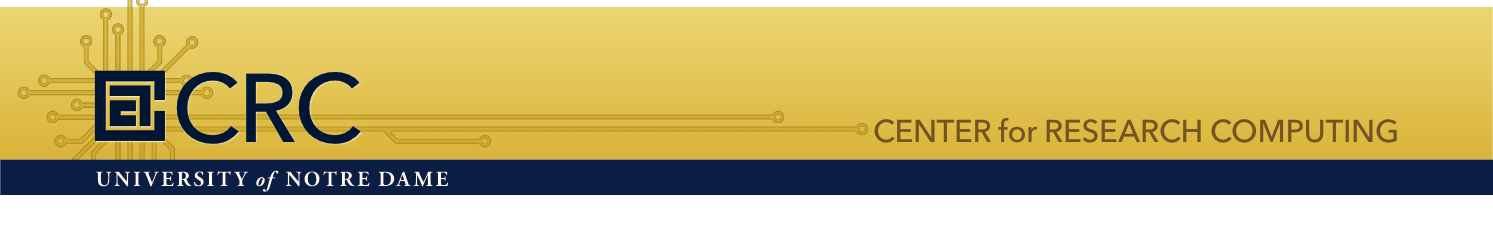 CRC
CENTER for RESEARCH COMPUTING
UNIVERSITY of NOTRE DAME